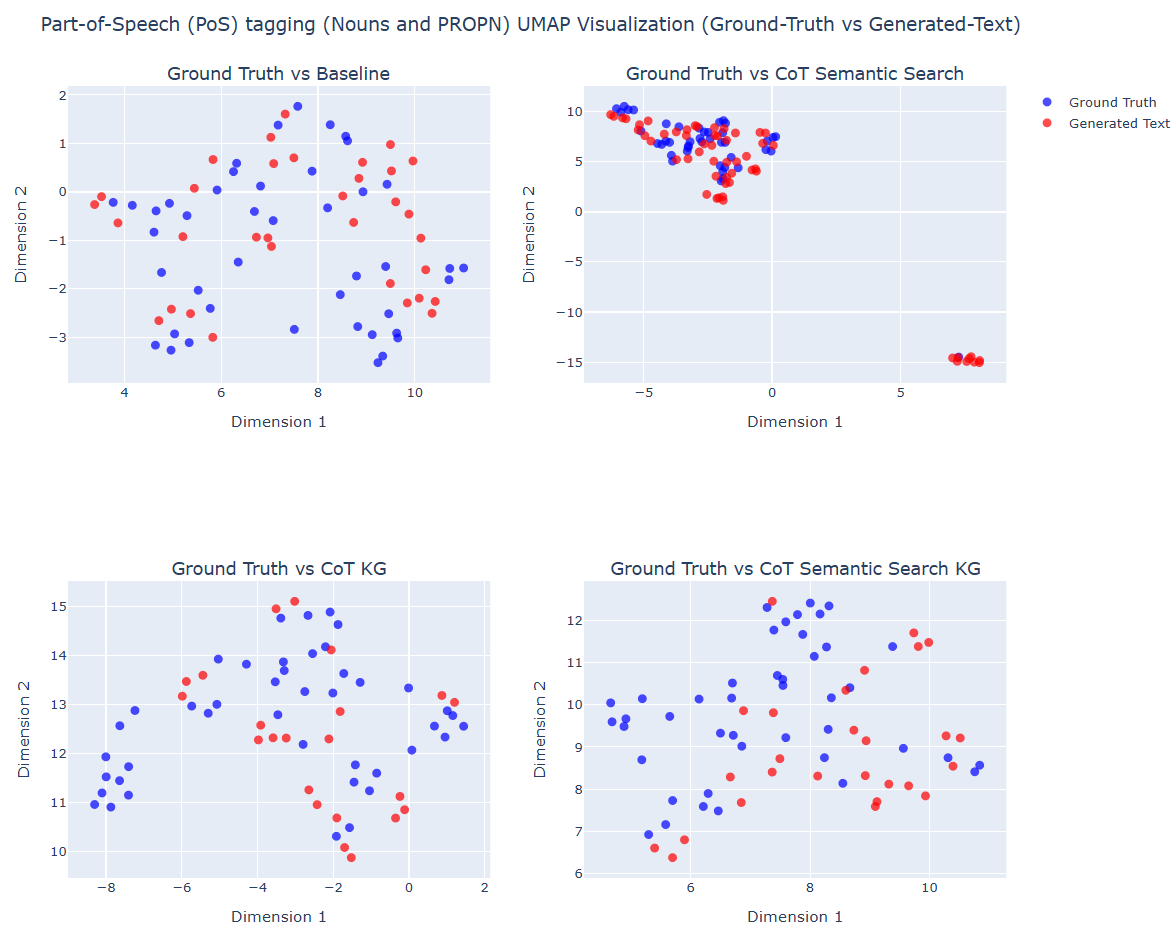 Part-of-Speech (PoS) tagging (Nouns and PROPN) UMAP Visualization (Ground-Truth vs Generated-Text)
Ground Truth vs Baseline
2
1
0
−1
−2
−3
4
6
8
10
Dimension 1
Dimension 2
Ground Truth vs CoT Semantic Search
10
5
0
−5
−10
−15
−5
0
5
Dimension 1
Dimension 2
Ground Truth
Generated Text
Ground Truth vs CoT KG
15
14
13
12
11
10
−8
−6
−4
−2
0
2
Dimension 1
Dimension 2
Ground Truth vs CoT Semantic Search KG
12
11
10
9
8
7
6
6
8
10
Dimension 1
Dimension 2